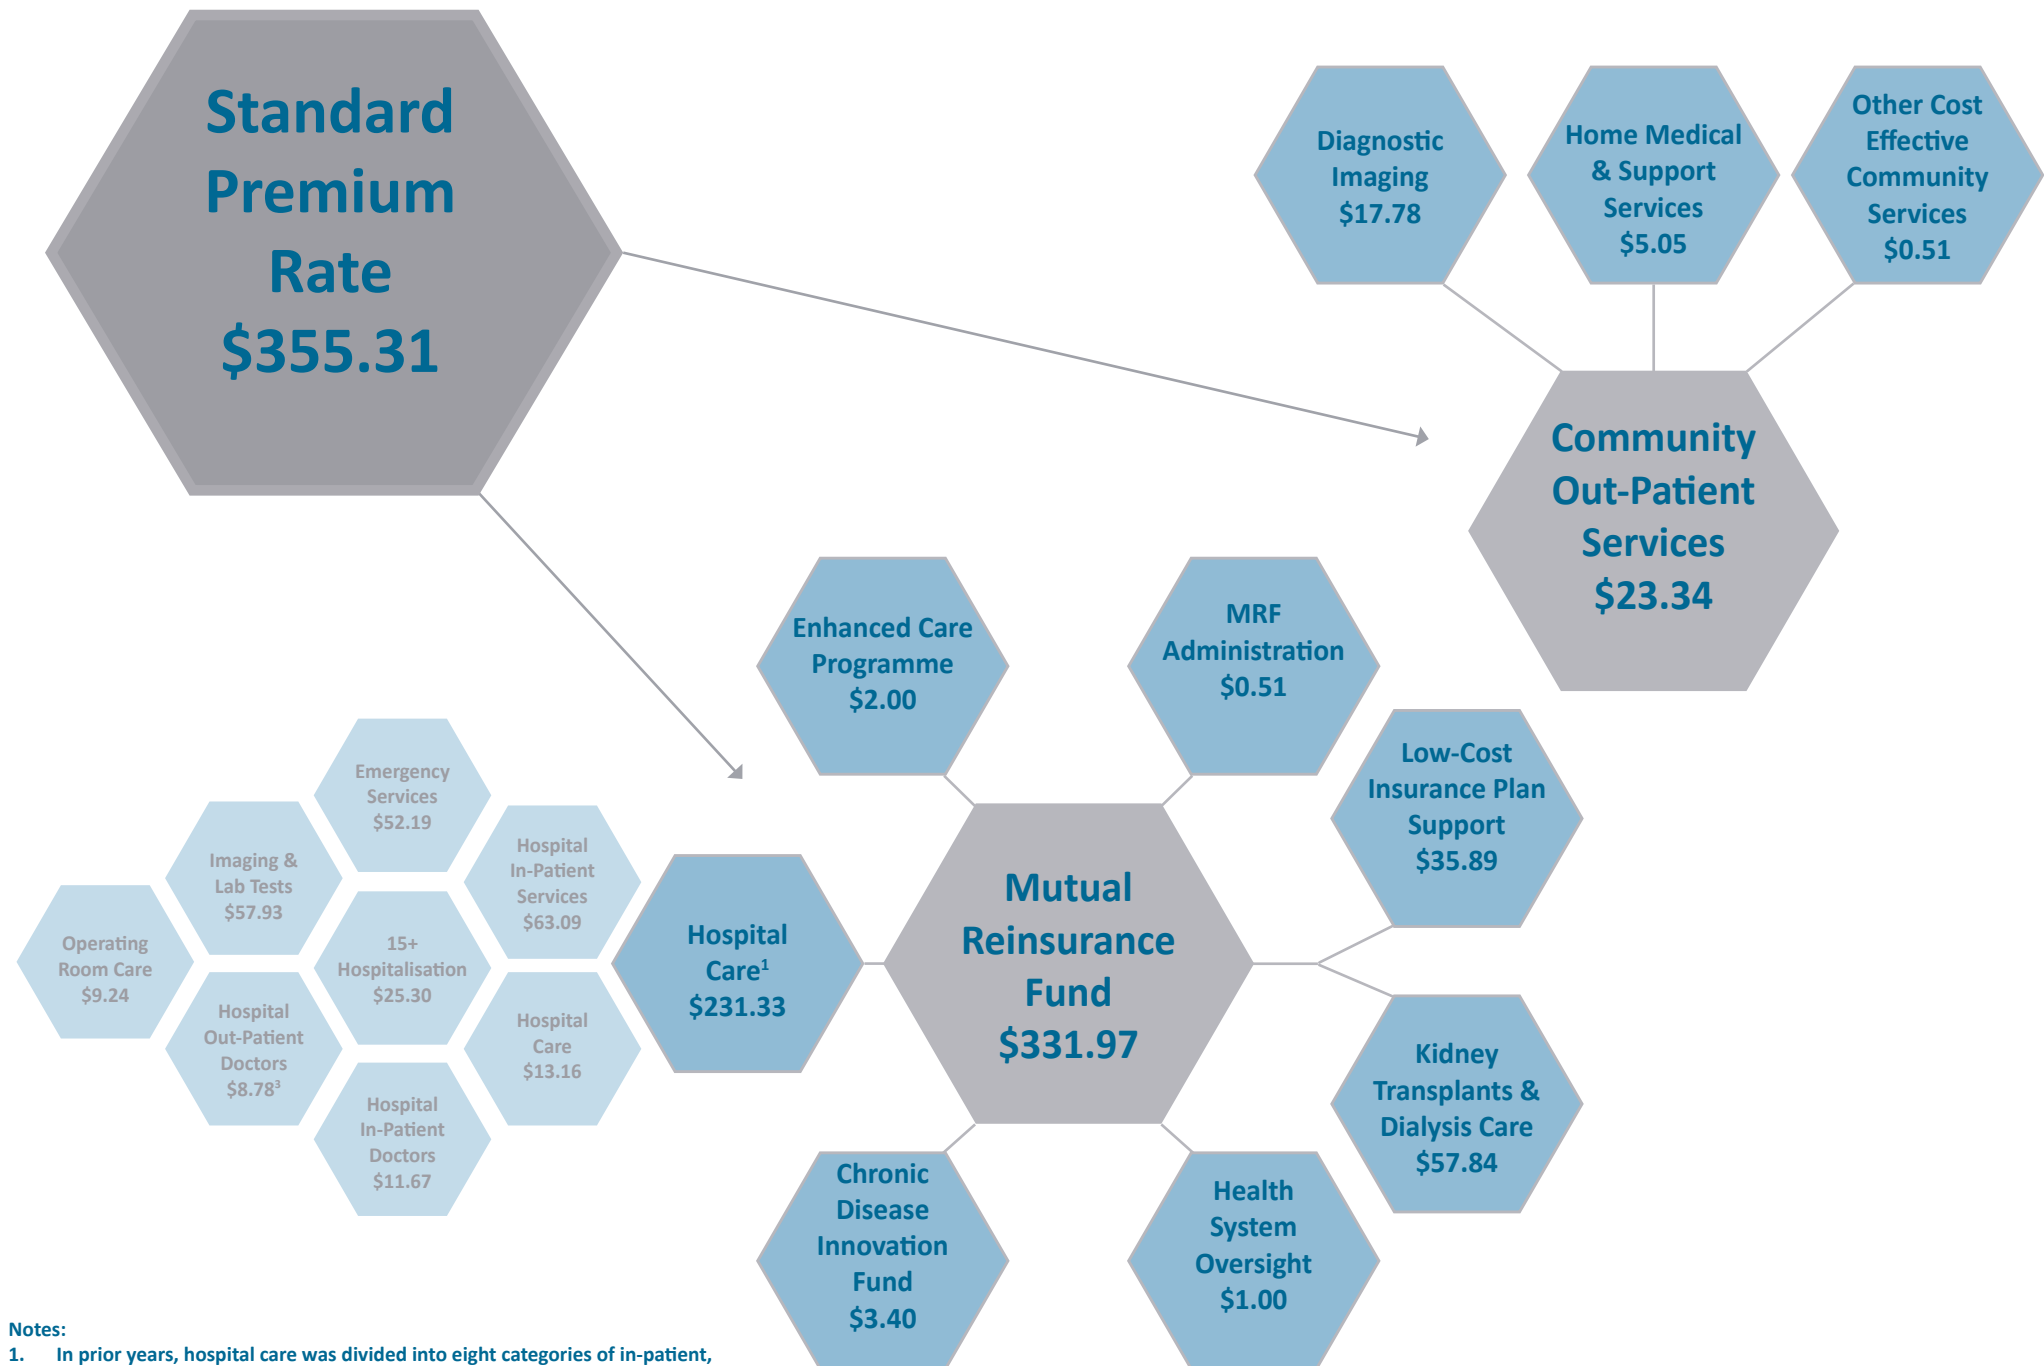 Standard
Premium
Rate
$355.31
Diagnostic
Imaging
$17.78
Home Medical
& Support
Services
$5.05
Other Cost
Effective
Community
Services
$0.51
Community
Out-Patient
Services
$23.34
Enhanced Care
Programme
$2.00
MRF
Administration
$0.51
Low-Cost
Insurance Plan
Support
$35.89
Emergency
Services
$52.19
Imaging &
Lab Tests
$57.93
Hospital
In-Patient
Services
$63.09
Operating
Room Care
$9.24
15+
Hospitalisation
$25.30
Hospital
Out-Patient
Doctors
$8.78³
Hospital
Care
$13.16
Hospital
In-Patient
Doctors
$11.67
Hospital
Care¹
$231.33
Mutual
Reinsurance
Fund
$331.97
Kidney
Transplants &
Dialysis Care
$57.84
Chronic
Disease
Innovation
Fund
$3.40
Health
System
Oversight
$1.00
Notes:
1. In prior years, hospital care was divided into eight categories of in-patient,